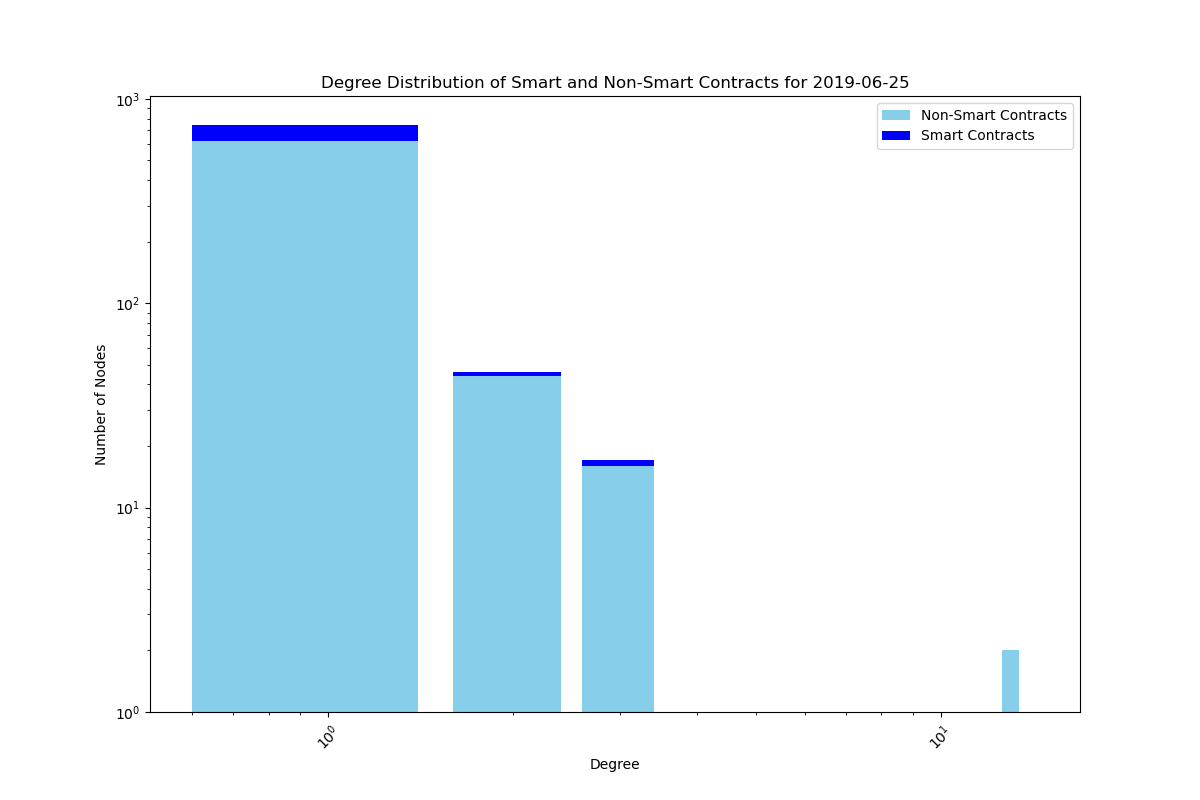 Degree Distribution of Smart and Non-Smart Contracts for 2019-06-25
Non-Smart Contracts
Smart Contracts
Number of Nodes
10³
10²
10¹
10⁰
10⁰
10¹
Degree